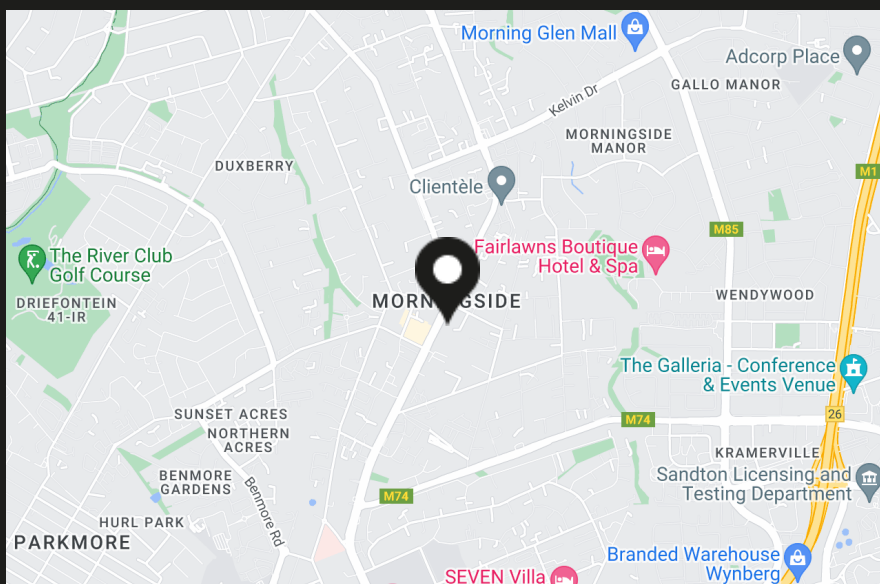 Morning Glen Mall
Adcorp Place
GALLO MANOR
Kelvin Dr
MORNINGSIDE
MANOR
DUXBERRY
Clientèle
M1
M85
The River Club
Golf Course
Fairlawns Boutique
Hotel & Spa
DRIEFONTEIN
41-IR
MORNINGSIDE
WENDYWOOD
The Galleria - Conference
& Events Venue
SUNSET ACRES
M74
26
NORTHERN
ACRES
KRAMERVILLE
BENMORE
GARDENS
Sandton Licensing and
Testing Department
M74
Benmore Rd
HURL PARK
PARKMORE
Branded Warehouse
Wynberg
SEVEN Villa